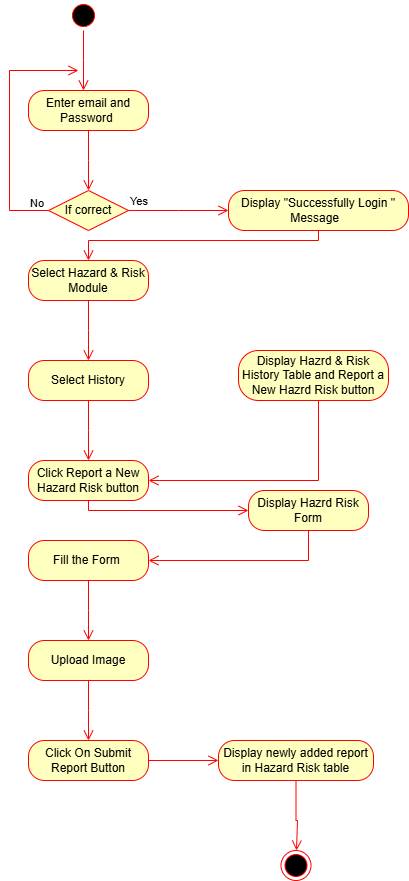 Enter email and
Password
If correct
No
Yes
Display "Successfully Login "
Message
Select Hazard & Risk
Module
Select History
Display Hazrd & Risk
History Table and Report a
New Hazrd Risk button
Click Report a New
Hazard Risk button
Display Hazrd Risk
Form
Fill the Form
Upload Image
Click On Submit
Report Button
Display newly added report
in Hazard Risk table